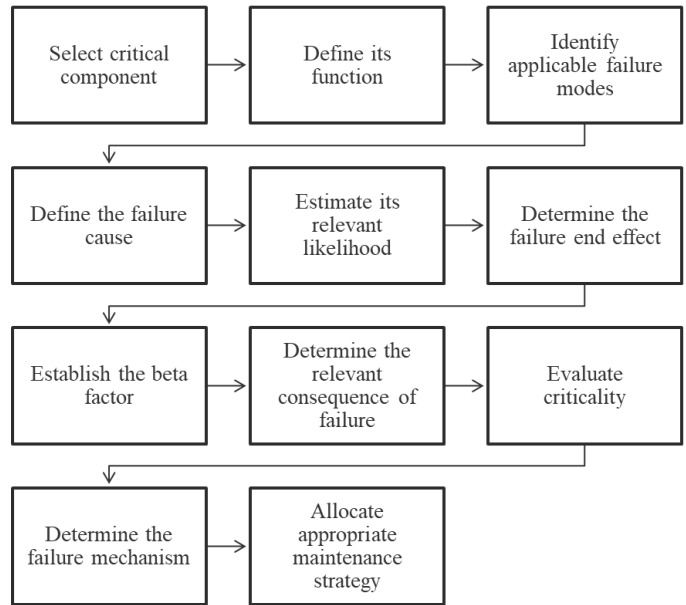 Select critical
component
Define its
function
Identify
applicable failure
modes
Define the failure
cause
Estimate its
relevant
likelihood
Determine the
failure end effect
Establish the beta
factor
Determine the
relevant
consequence of
failure
Evaluate
criticality
Determine the
failure mechanism
Allocate
appropriate
maintenance
strategy